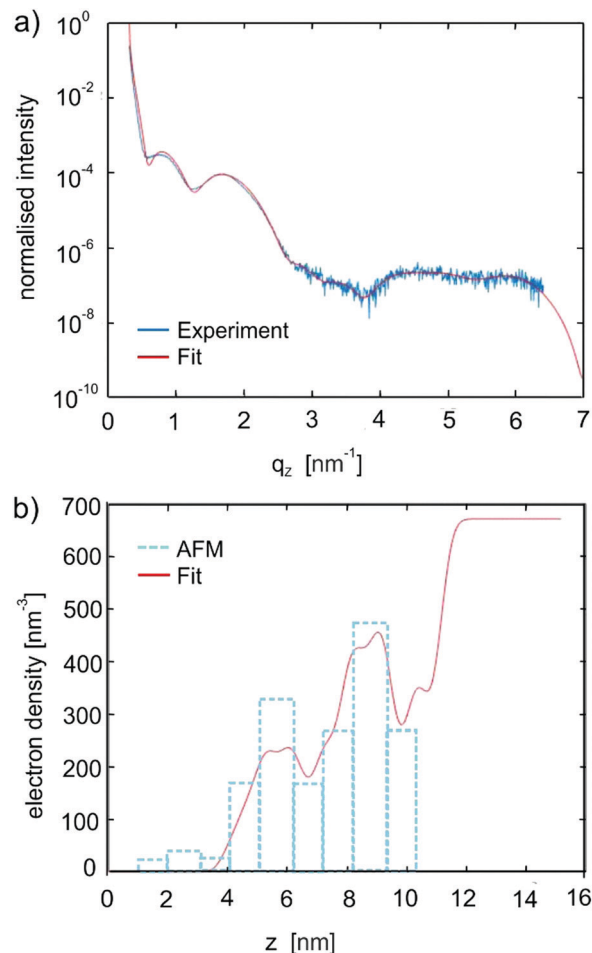 a)
10⁰
10⁻²
10⁻⁴
10⁻⁶
10⁻⁸
10⁻¹⁰
normalised intensity
Experiment
Fit
0 1 2 3 4 5 6 7
q_z [nm⁻¹]
b)
700
600
500
400
300
200
100
0
electron density [nm⁻³]
AFM
Fit
0 2 4 6 8 10 12 14 16
z [nm]